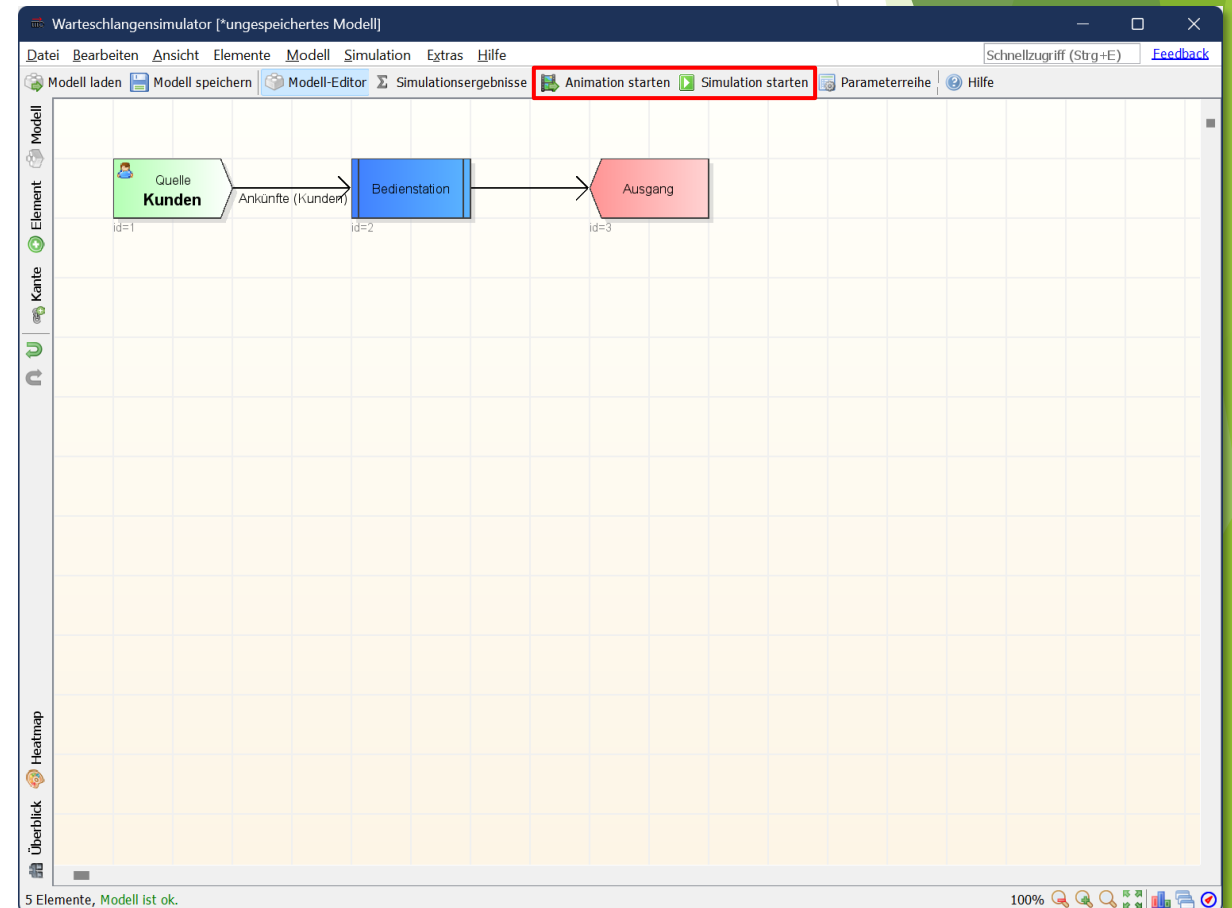 Warteschlangensimulator [*ungespeichertes Modell]
Datei Bearbeiten Ansicht Elemente Modell Simulation Extras Hilfe Schnellzugriff (Strg+E) Feedback
Modell laden Modell speichern Modell-Editor Σ Simulationsergebnisse Animation starten Simulation starten Parameterreihe Hilfe
Modell
Element
Kante
Quelle
Kunden
id=1
Ankünfte (Kunden)
Bedienstation
id=2
Ausgang
id=3
Heatmap
Überblick
5 Elemente, Modell ist ok. 100%